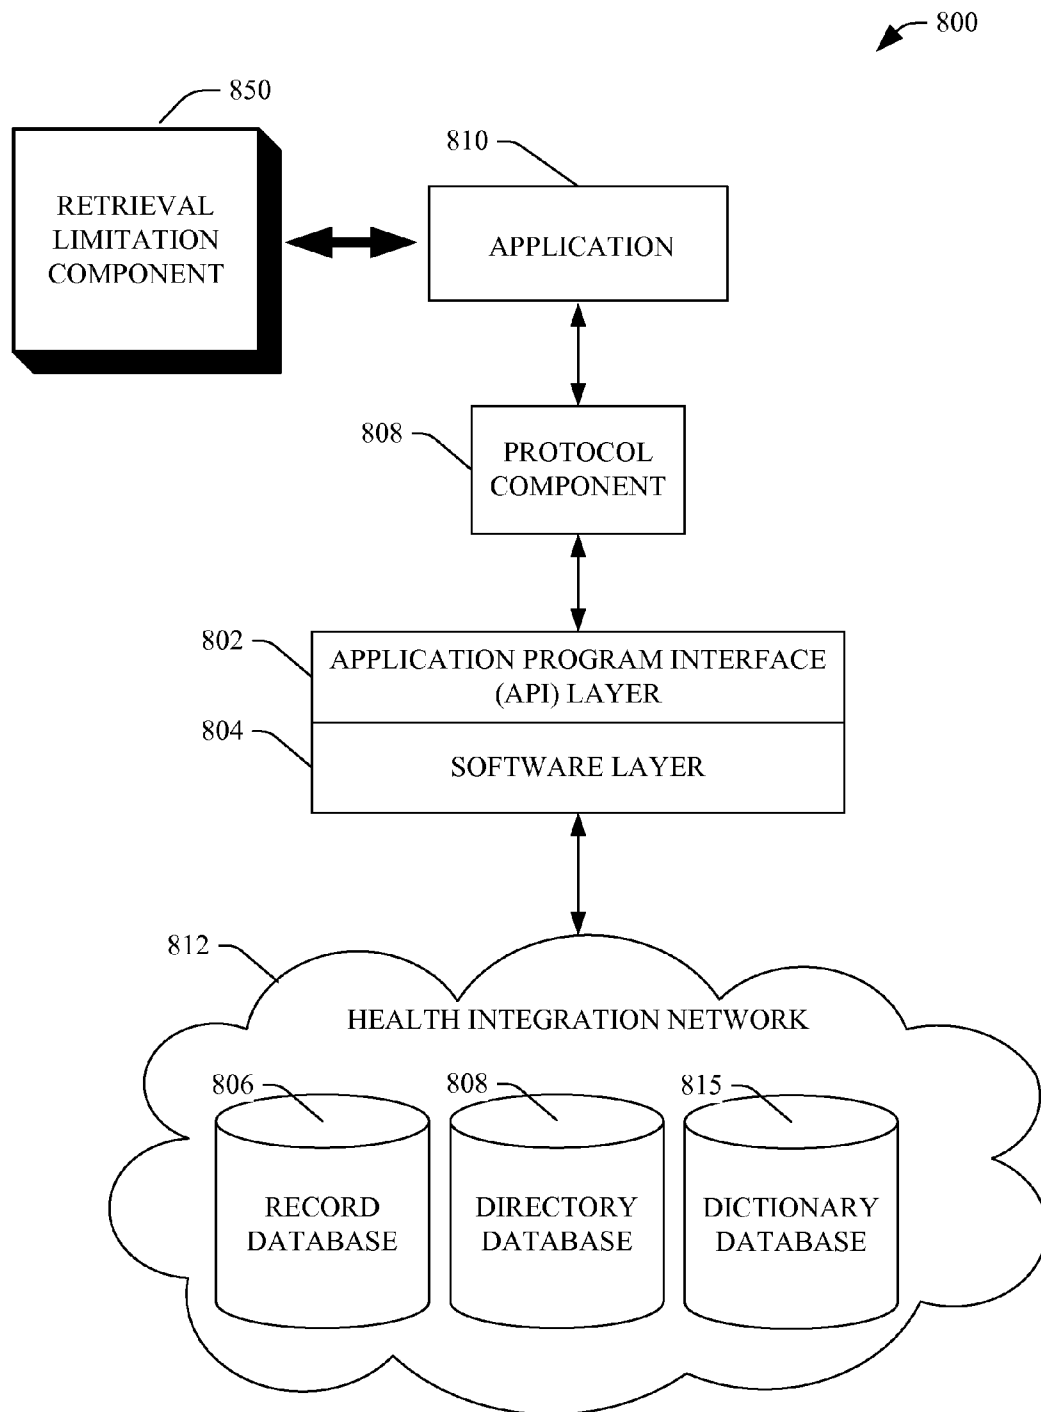 800
850
RETRIEVAL
LIMITATION
COMPONENT
810
APPLICATION
808
PROTOCOL
COMPONENT
802
APPLICATION PROGRAM INTERFACE
(API) LAYER
804
SOFTWARE LAYER
812
HEALTH INTEGRATION NETWORK
806
808
815
RECORD
DATABASE
DIRECTORY
DATABASE
DICTIONARY
DATABASE